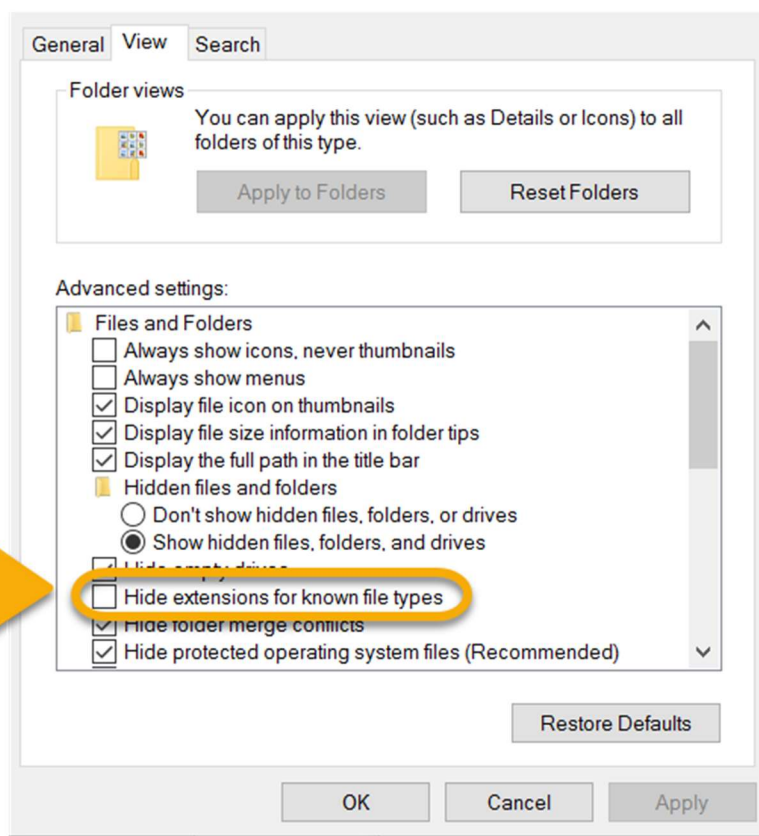 General View Search
Folder views
You can apply this view (such as Details or Icons) to all
folders of this type.
Apply to Folders Reset Folders
Advanced settings:
Files and Folders
Always show icons, never thumbnails
Always show menus
Display file icon on thumbnails
Display file size information in folder tips
Display the full path in the title bar
Hidden files and folders
Don't show hidden files, folders, or drives
Show hidden files, folders, and drives
Hide empty drives
Hide extensions for known file types
Hide folder merge conflicts
Hide protected operating system files (Recommended)
Restore Defaults
OK Cancel Apply